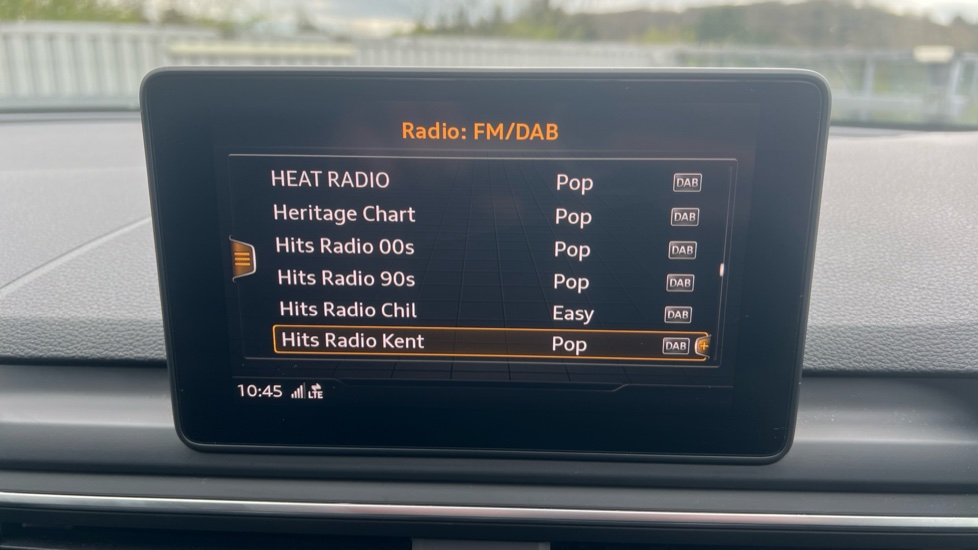 Radio: FM/DAB
HEAT RADIO Pop DAB
Heritage Chart Pop DAB
Hits Radio 00s Pop DAB
Hits Radio 90s Pop DAB
Hits Radio Chil Easy DAB
Hits Radio Kent Pop DAB +
10:45 LTE